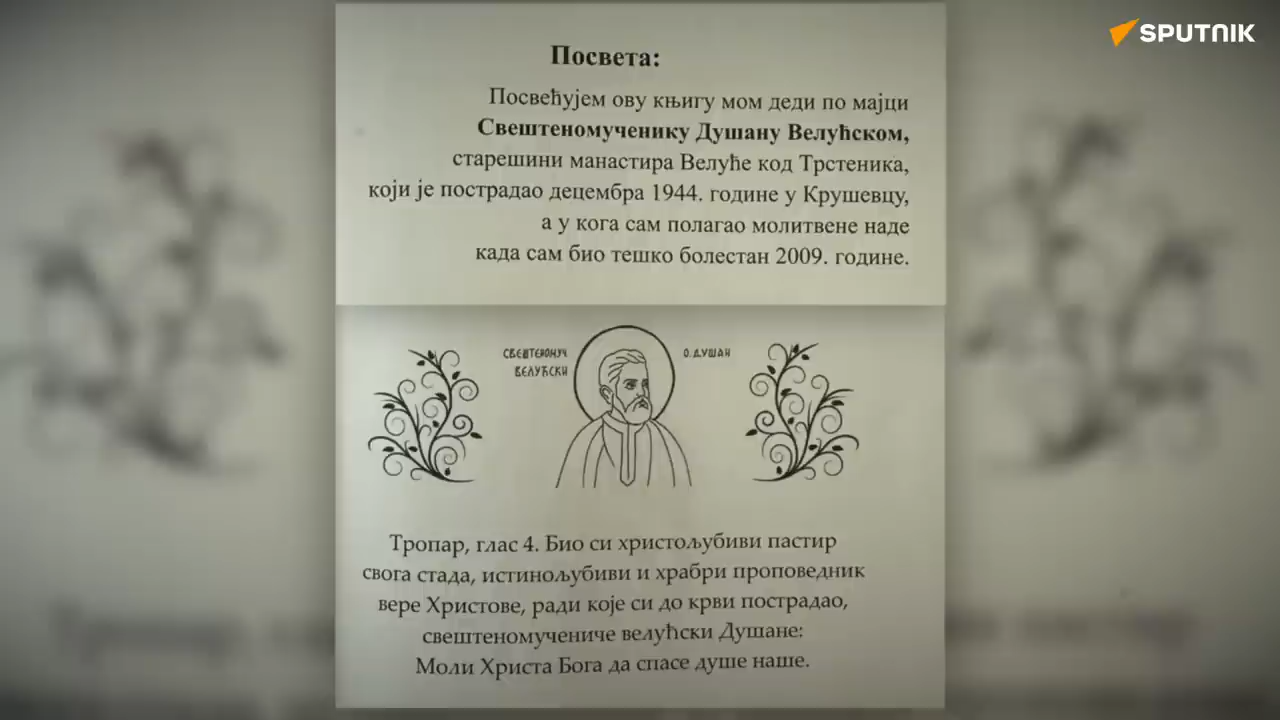 SPUTNIK
Посвета:
Посвећујем ову књигу мом деди по мајци
Свештеномученику Душану Велућском,
старешини манастира Велуће код Трстеника,
који је пострадао децембра 1944. године у Крушевцу,
а у кога сам полагао молитвене наде
када сам био тешко болестан 2009. године.
СВЕШТЕНОМУЧ. О. ДУШАН
ВЕЛУЋСКИ
Тропар, глас 4. Био си христољубиви пастир
свога стада, истинољубиви и храбри проповедник
вере Христове, ради које си до крви пострадао,
свештеномучениче велућски Душане:
Моли Христа Бога да спасе душе наше.